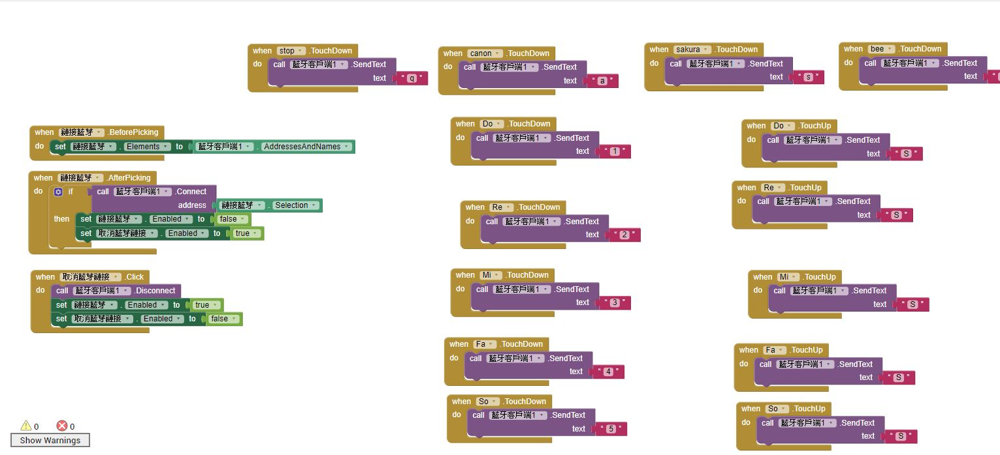 when stop .TouchDown
do call 藍牙客戶端1 .SendText
text " q "
when canon .TouchDown
do call 藍牙客戶端1 .SendText
text " a "
when sakura .TouchDown
do call 藍牙客戶端1 .SendText
text " s "
when bee .TouchDown
do call 藍牙客戶端1 .SendText
text "
when 鏈接藍芽 .BeforePicking
do set 鏈接藍芽 . Elements to 藍牙客戶端1 . AddressesAndNames
when 鏈接藍芽 .AfterPicking
do if call 藍牙客戶端1 .Connect
address 鏈接藍芽 . Selection
then set 鏈接藍芽 . Enabled to false
set 取消藍芽鏈接 . Enabled to true
when 取消藍芽鏈接 .Click
do call 藍牙客戶端1 .Disconnect
set 鏈接藍芽 . Enabled to true
set 取消藍芽鏈接 . Enabled to false
when Do .TouchDown
do call 藍牙客戶端1 .SendText
text " 1 "
when Re .TouchDown
do call 藍牙客戶端1 .SendText
text " 2 "
when Mi .TouchDown
do call 藍牙客戶端1 .SendText
text " 3 "
when Fa .TouchDown
do call 藍牙客戶端1 .SendText
text " 4 "
when So .TouchDown
do call 藍牙客戶端1 .SendText
text " 5 "
when Do .TouchUp
do call 藍牙客戶端1 .SendText
text " S "
when Re .TouchUp
do call 藍牙客戶端1 .SendText
text " S "
when Mi .TouchUp
do call 藍牙客戶端1 .SendText
text " S "
when Fa .TouchUp
do call 藍牙客戶端1 .SendText
text " S "
when So .TouchUp
do call 藍牙客戶端1 .SendText
text " S "
0 0
Show Warnings